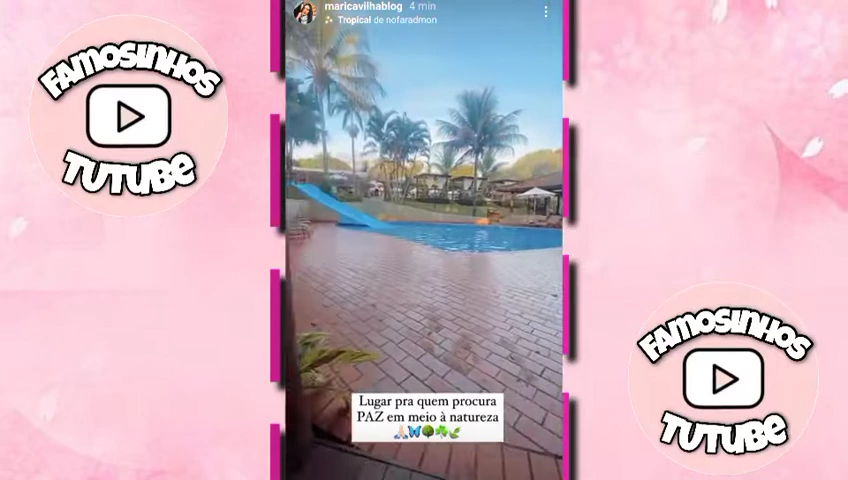 FAMOSINHOS
TUTUBE
maricavilhablog 4 min
Tropical de nofaradmon
Lugar pra quem procura
PAZ em meio à natureza
🙏🏻🦋🌳☘️🌿
FAMOSINHOS
TUTUBE